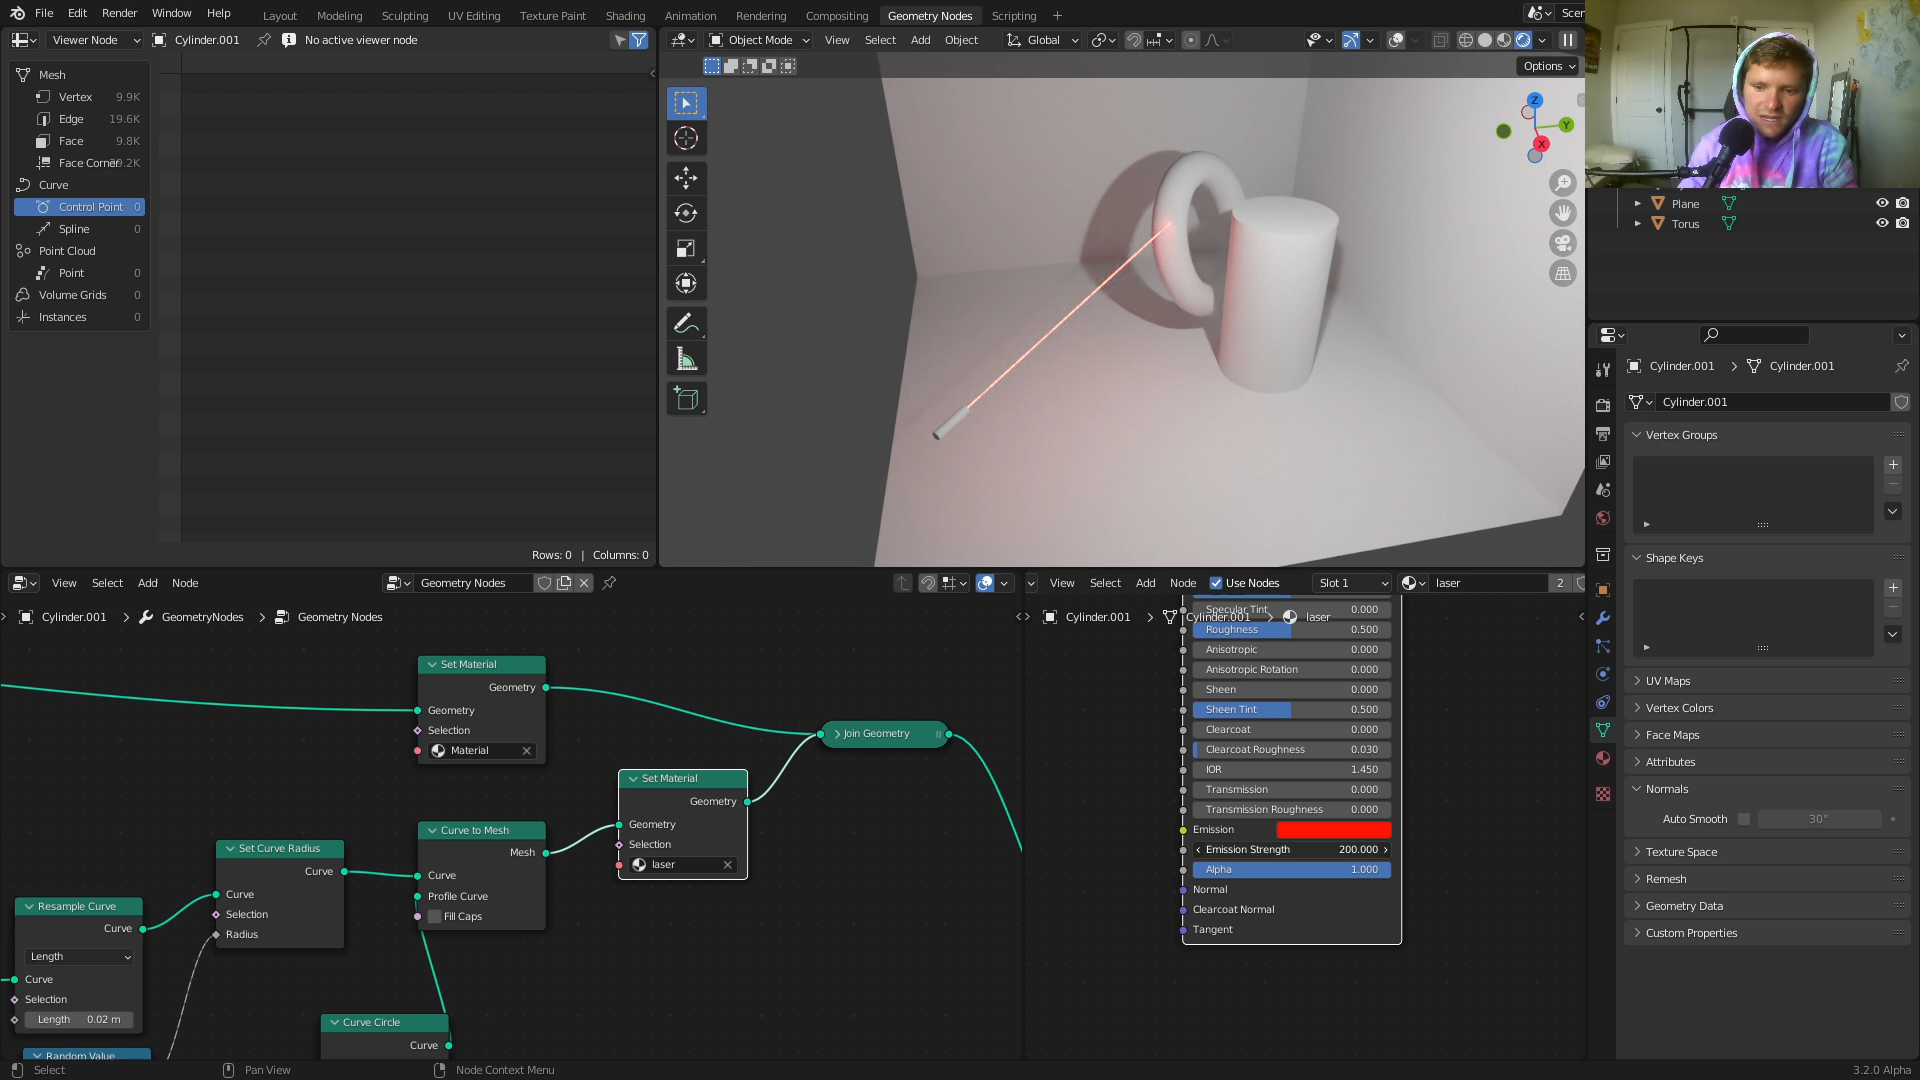 File Edit Render Window Help
Layout Modeling Sculpting UV Editing Texture Paint Shading Animation Rendering Compositing Geometry Nodes Scripting +
Scer
Viewer Node Cylinder.001 No active viewer node
Object Mode View Select Add Object Global
Options
Mesh
Vertex 9.9K
Edge 19.6K
Face 9.8K
Face Corner 39.2K
Curve
Control Point 0
Spline 0
Point Cloud
Point 0
Volume Grids 0
Instances 0
Rows: 0 | Columns: 0
Z
Y
X
Plane
Torus
Cylinder.001 > Cylinder.001
Cylinder.001
Vertex Groups
Shape Keys
UV Maps
Vertex Colors
Face Maps
Attributes
Normals
Auto Smooth 30°
Texture Space
Remesh
Geometry Data
Custom Properties
View Select Add Node Geometry Nodes
Cylinder.001 > GeometryNodes > Geometry Nodes
Set Material
Geometry
Geometry
Selection
Material
Join Geometry
Set Material
Geometry
Geometry
Selection
laser
Curve to Mesh
Mesh
Curve
Profile Curve
Fill Caps
Set Curve Radius
Curve
Curve
Selection
Radius
Resample Curve
Curve
Length
Curve
Selection
Length 0.02 m
Random Value
Curve Circle
Curve
View Select Add Node Use Nodes Slot 1 laser 2
Cylinder.001 > Cylinder.001 > laser
Specular Tint 0.000
Roughness 0.500
Anisotropic 0.000
Anisotropic Rotation 0.000
Sheen 0.000
Sheen Tint 0.500
Clearcoat 0.000
Clearcoat Roughness 0.030
IOR 1.450
Transmission 0.000
Transmission Roughness 0.000
Emission
Emission Strength 200.000
Alpha 1.000
Normal
Clearcoat Normal
Tangent
Select Pan View Node Context Menu 3.2.0 Alpha